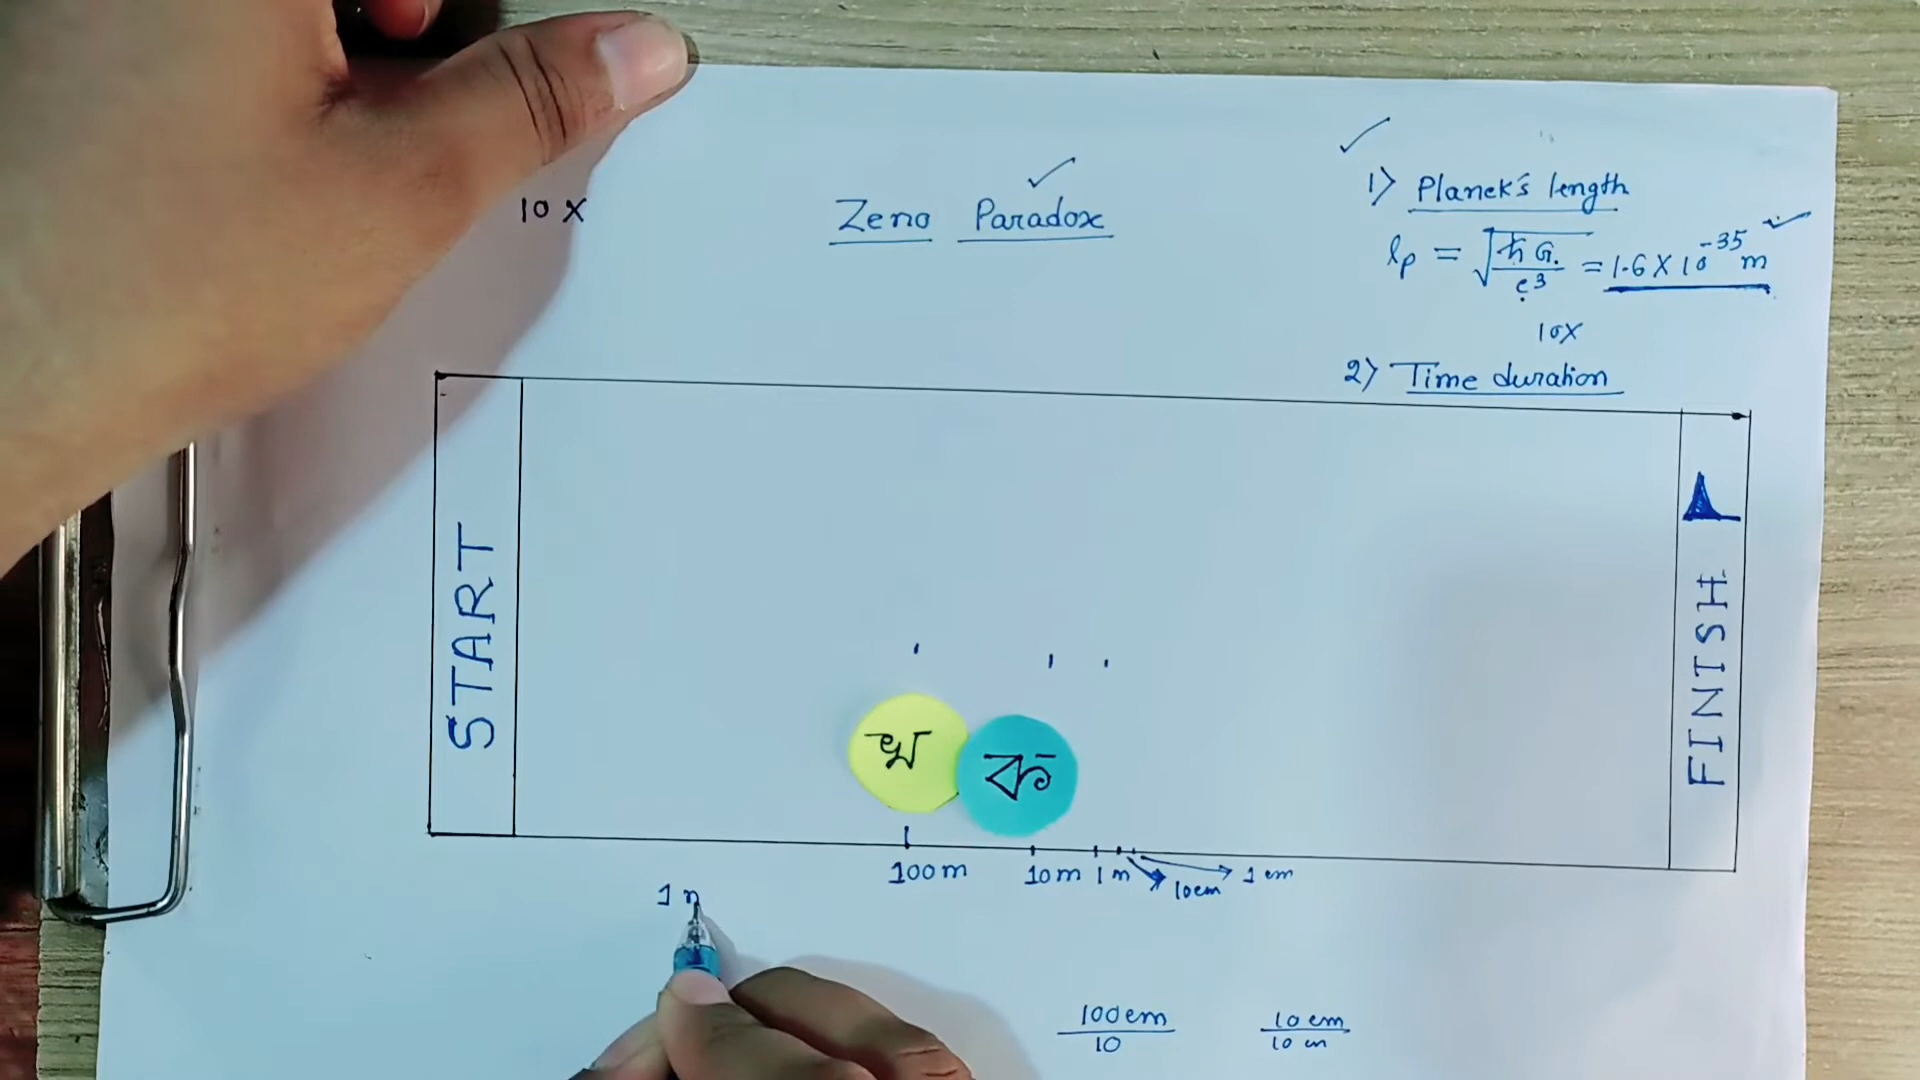 10 X
Zeno Paradox
1) Planck's length
lₚ = √(ħ G. / c³) = 1.6 X 10⁻³⁵ m
10X
2) Time duration
START
FINISH
খ
ক
100m 10m 1m 10cm 1 cm
1 n
100cm / 10
10 cm / 10 cm